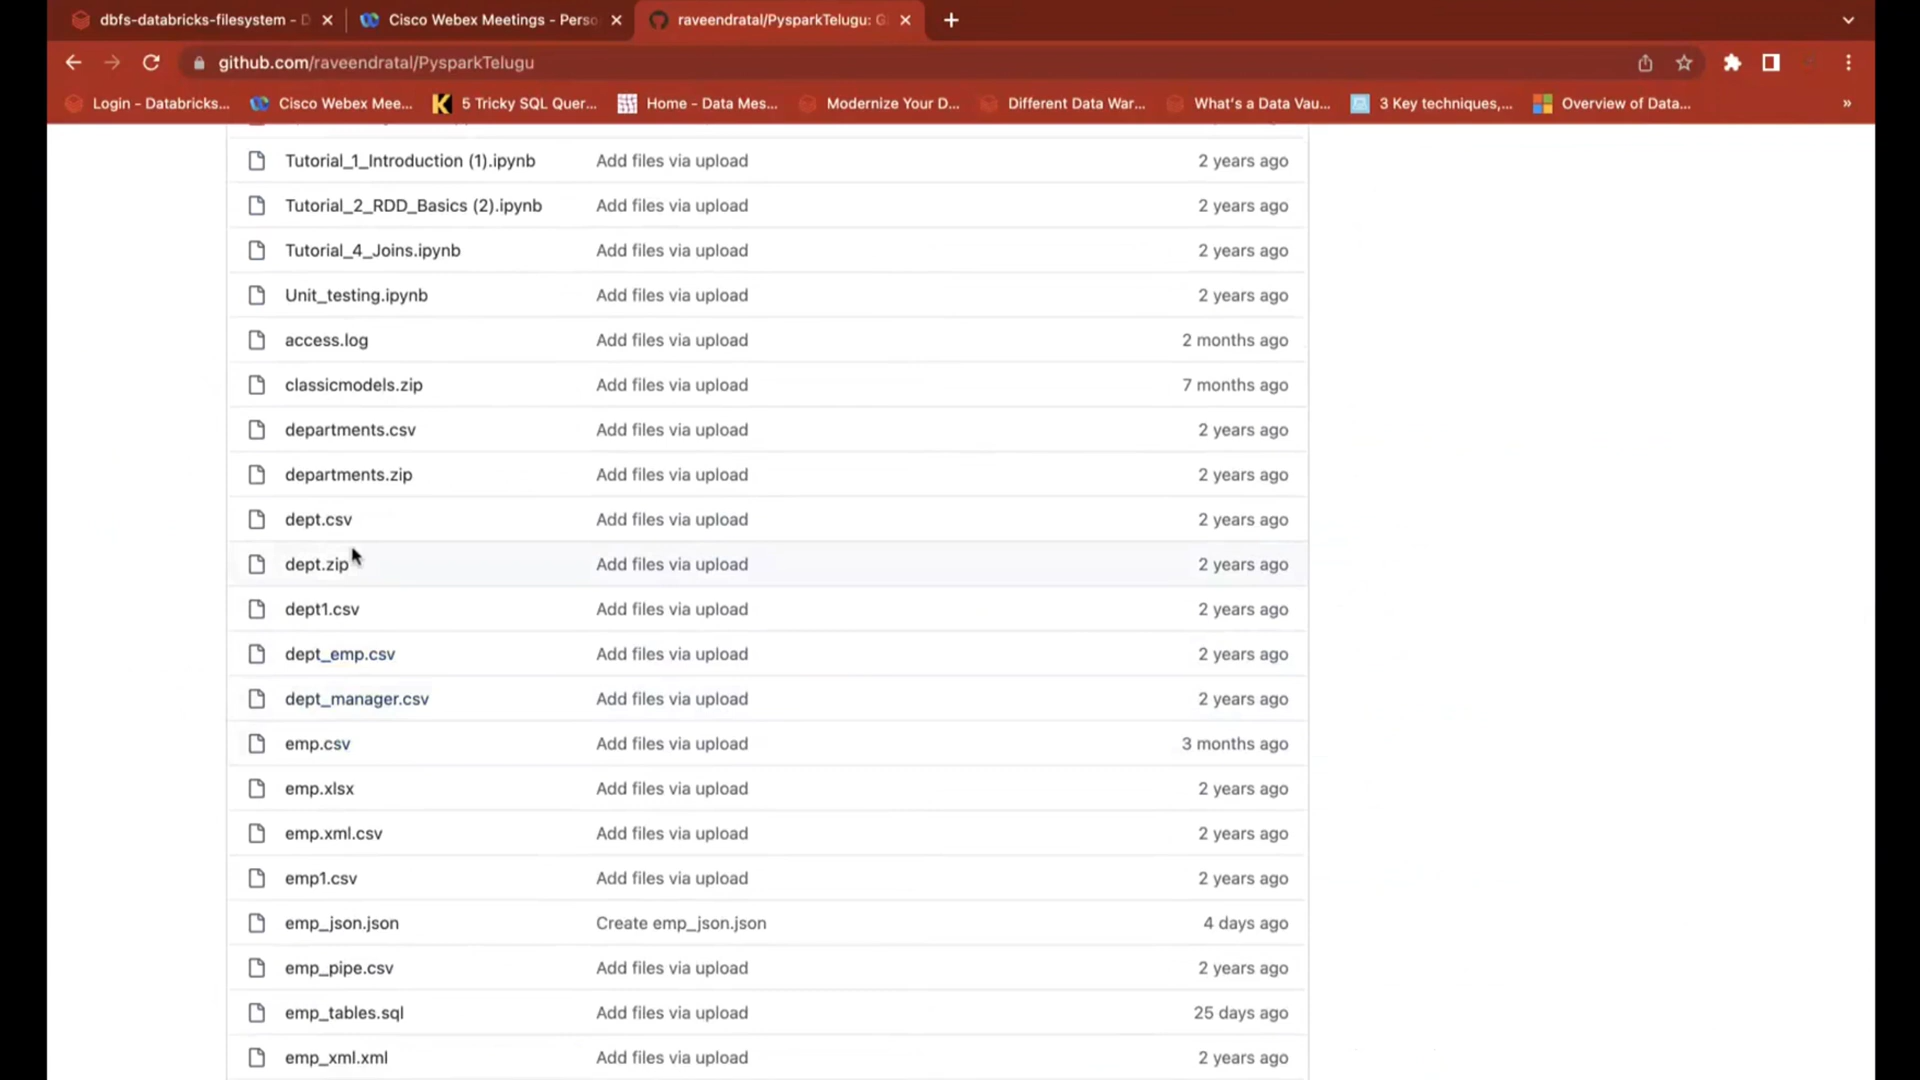 dbfs-databricks-filesystem - D
Cisco Webex Meetings - Perso
raveendratal/PysparkTelugu: G
github.com/raveendratal/PysparkTelugu
Login - Databricks...
Cisco Webex Mee...
5 Tricky SQL Quer...
Home - Data Mes...
Modernize Your D...
Different Data War...
What's a Data Vau...
3 Key techniques,...
Overview of Data...
»
Tutorial_1_Introduction (1).ipynb Add files via upload 2 years ago
Tutorial_2_RDD_Basics (2).ipynb Add files via upload 2 years ago
Tutorial_4_Joins.ipynb Add files via upload 2 years ago
Unit_testing.ipynb Add files via upload 2 years ago
access.log Add files via upload 2 months ago
classicmodels.zip Add files via upload 7 months ago
departments.csv Add files via upload 2 years ago
departments.zip Add files via upload 2 years ago
dept.csv Add files via upload 2 years ago
dept.zip Add files via upload 2 years ago
dept1.csv Add files via upload 2 years ago
dept_emp.csv Add files via upload 2 years ago
dept_manager.csv Add files via upload 2 years ago
emp.csv Add files via upload 3 months ago
emp.xlsx Add files via upload 2 years ago
emp.xml.csv Add files via upload 2 years ago
emp1.csv Add files via upload 2 years ago
emp_json.json Create emp_json.json 4 days ago
emp_pipe.csv Add files via upload 2 years ago
emp_tables.sql Add files via upload 25 days ago
emp_xml.xml Add files via upload 2 years ago